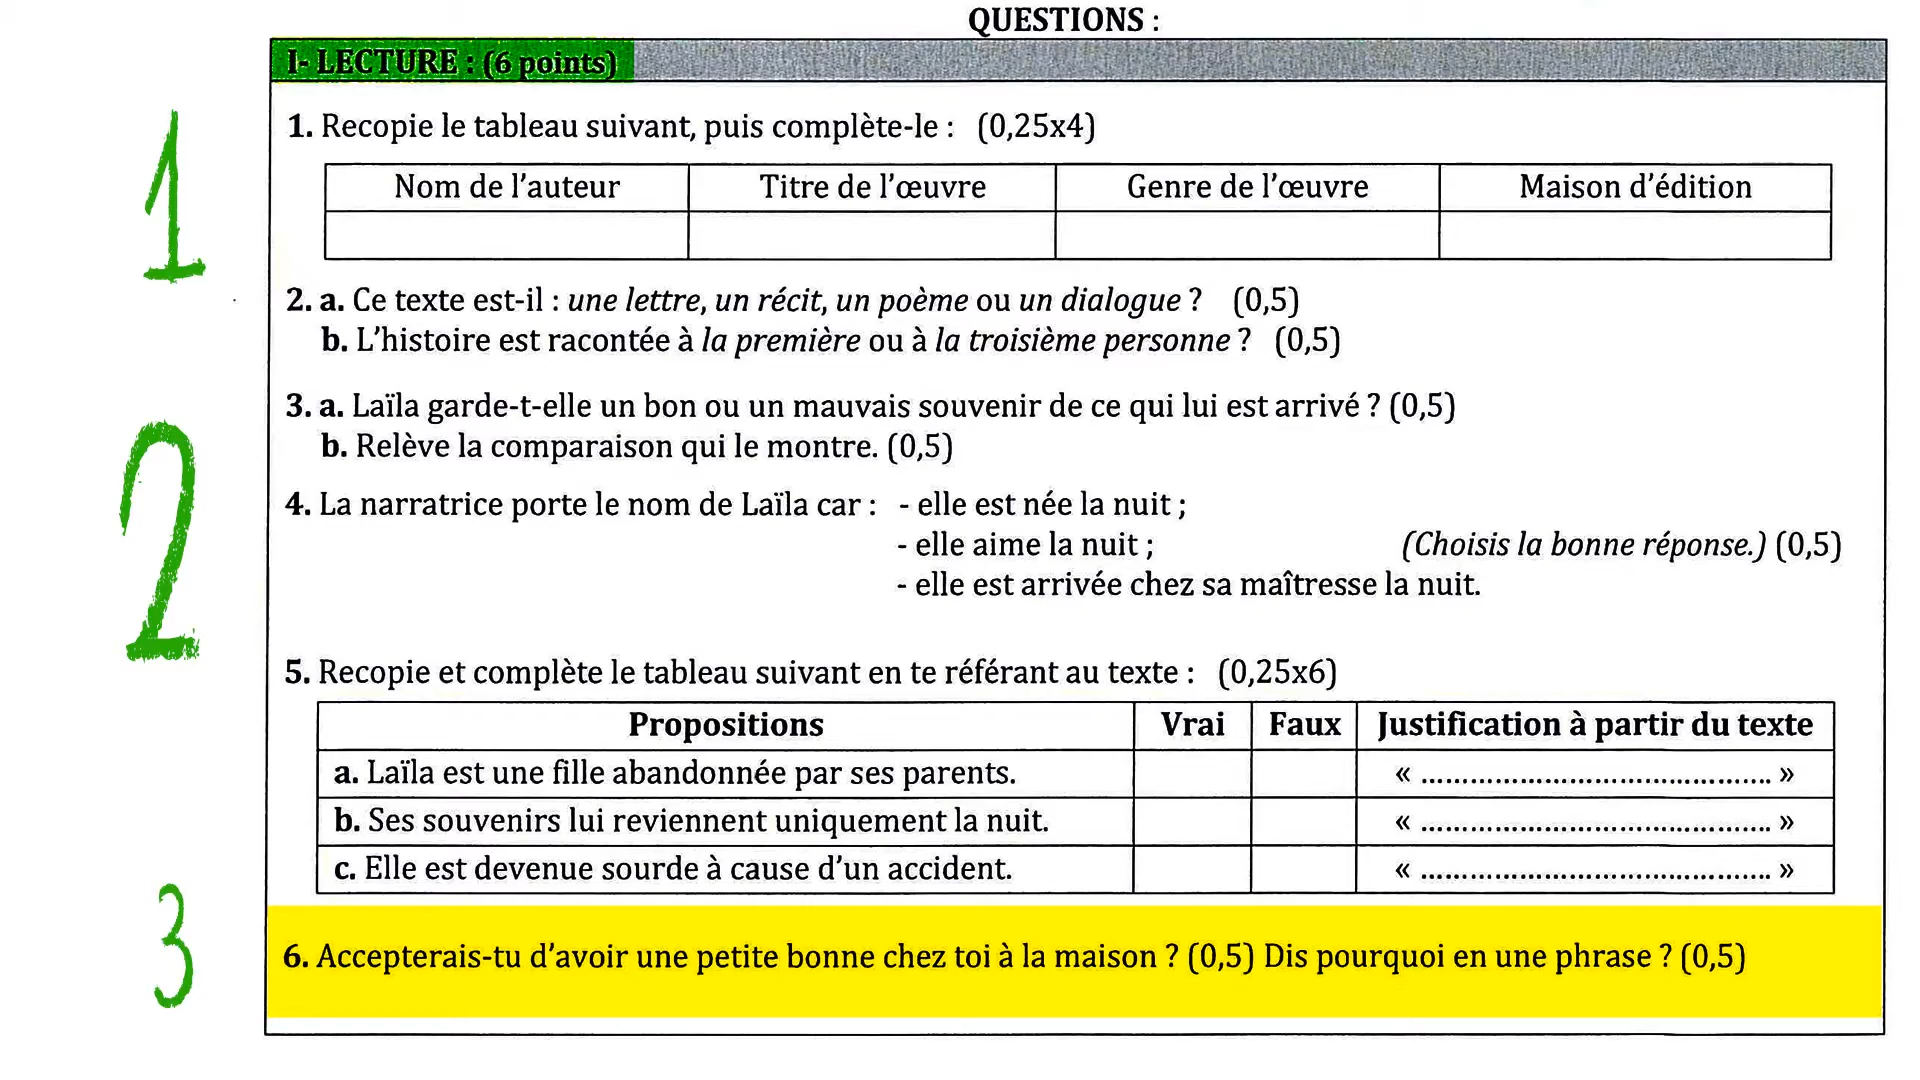 QUESTIONS :
I- LECTURE : (6 points)
1
1. Recopie le tableau suivant, puis complète-le : (0,25x4)
Nom de l'auteur Titre de l'œuvre Genre de l'œuvre Maison d'édition
2. a. Ce texte est-il : une lettre, un récit, un poème ou un dialogue ? (0,5)
b. L'histoire est racontée à la première ou à la troisième personne ? (0,5)
2
3. a. Laïla garde-t-elle un bon ou un mauvais souvenir de ce qui lui est arrivé ? (0,5)
b. Relève la comparaison qui le montre. (0,5)
4. La narratrice porte le nom de Laïla car : - elle est née la nuit ;
- elle aime la nuit ; (Choisis la bonne réponse.) (0,5)
- elle est arrivée chez sa maîtresse la nuit.
5. Recopie et complète le tableau suivant en te référant au texte : (0,25x6)
Propositions Vrai Faux Justification à partir du texte
a. Laïla est une fille abandonnée par ses parents. « .......................................... »
b. Ses souvenirs lui reviennent uniquement la nuit. « .......................................... »
c. Elle est devenue sourde à cause d'un accident. « .......................................... »
3
6. Accepterais-tu d'avoir une petite bonne chez toi à la maison ? (0,5) Dis pourquoi en une phrase ? (0,5)